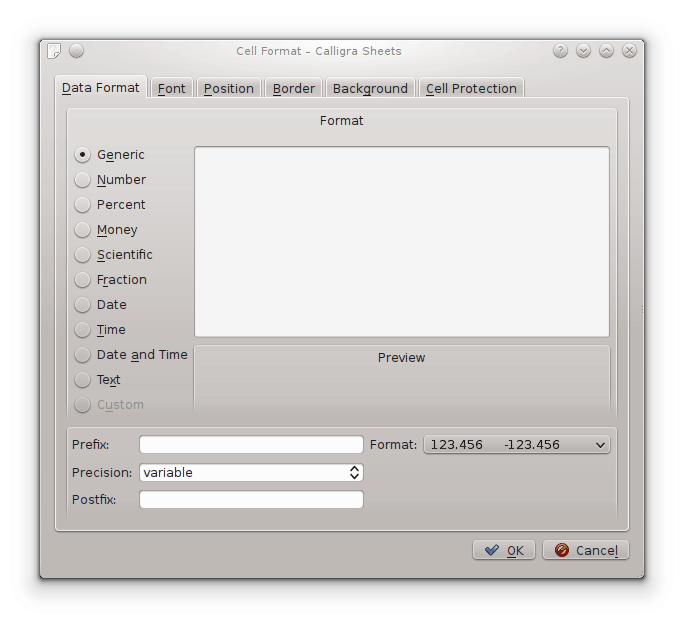 Cell Format – Calligra Sheets
Data Format Font Position Border Background Cell Protection
Format
Generic
Number
Percent
Money
Scientific
Fraction
Date
Time
Date and Time
Text
Custom
Preview
Prefix: Format: 123.456 -123.456
Precision: variable
Postfix:
OK Cancel